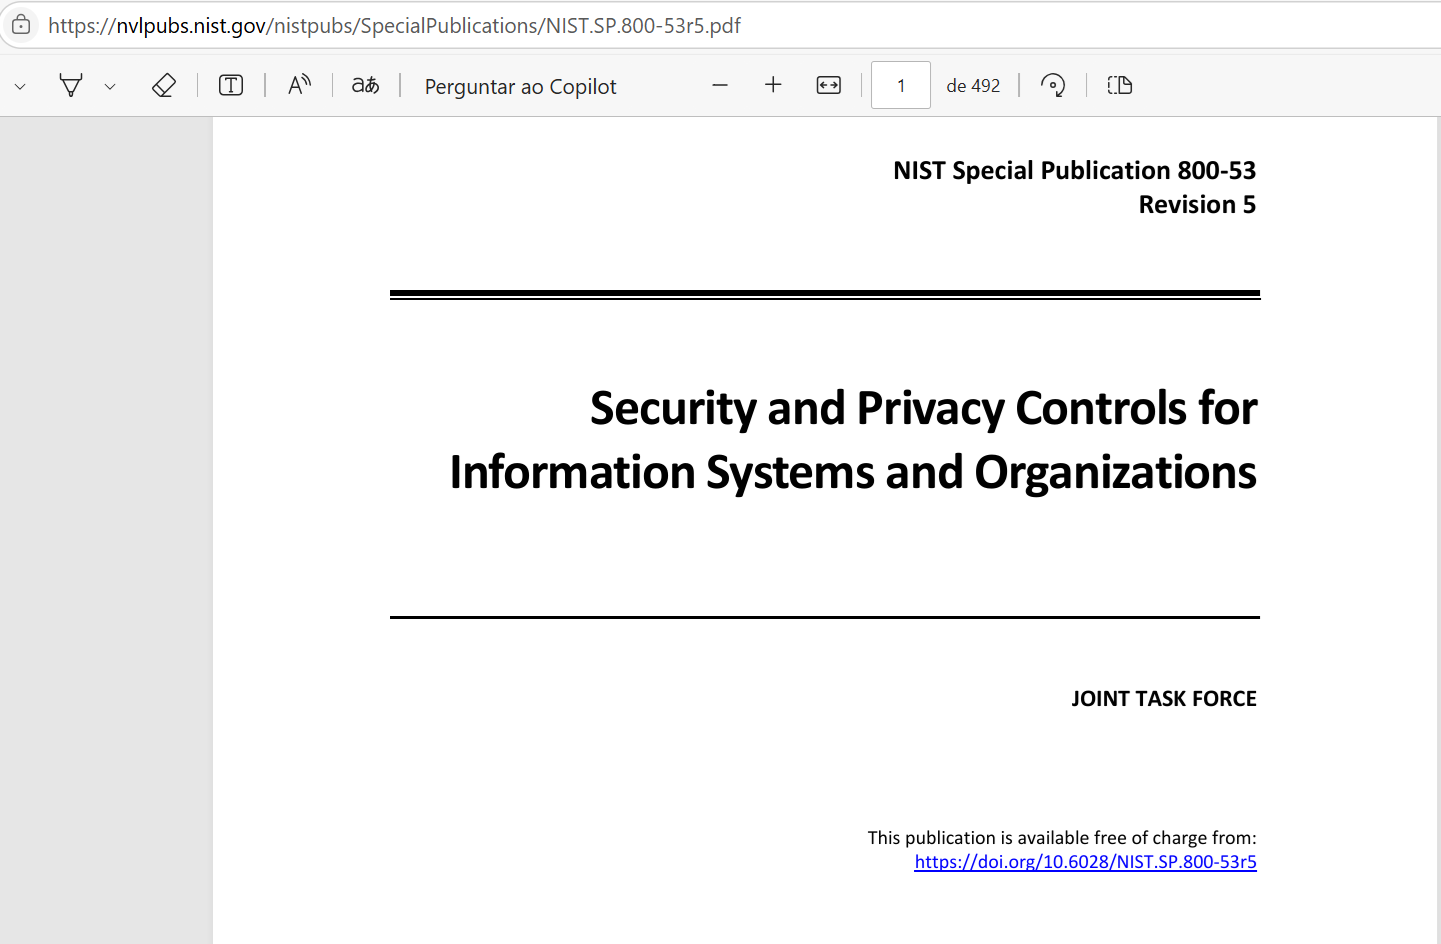 https://nvlpubs.nist.gov/nistpubs/SpecialPublications/NIST.SP.800-53r5.pdf
T A aあ Perguntar ao Copilot 1 de 492
NIST Special Publication 800-53
Revision 5
Security and Privacy Controls for
Information Systems and Organizations
JOINT TASK FORCE
This publication is available free of charge from:
https://doi.org/10.6028/NIST.SP.800-53r5